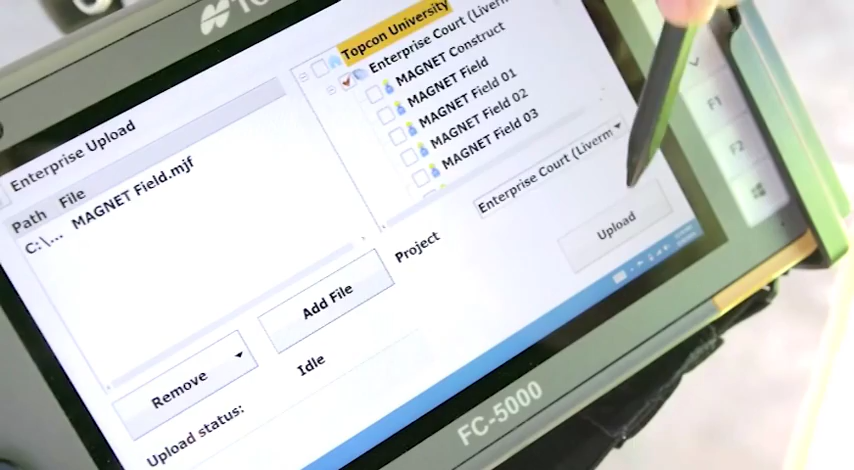 Enterprise Upload
Path File
C:\... MAGNET Field.mjf
Remove
Add File
Upload status:
Idle
Topcon University
Enterprise Court (Liverm
MAGNET Construct
MAGNET Field
MAGNET Field 01
MAGNET Field 02
MAGNET Field 03
Project
Enterprise Court (Liverm
Upload
FC-5000
F1
F2